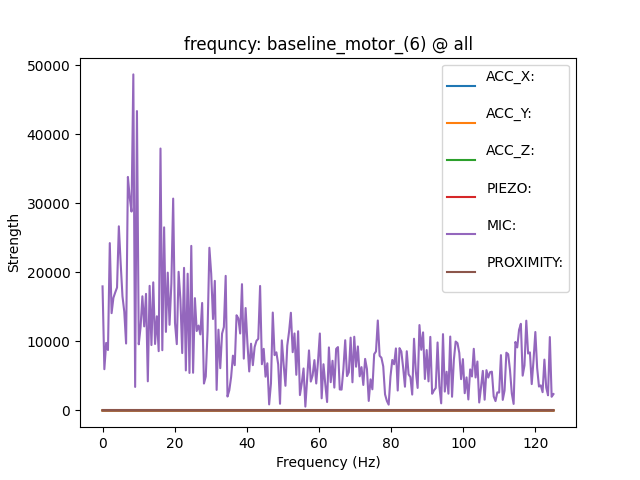 frequncy: baseline_motor_(6) @ all
50000
40000
30000
20000
10000
0
Strength
ACC_X:
ACC_Y:
ACC_Z:
PIEZO:
MIC:
PROXIMITY:
0 20 40 60 80 100 120
Frequency (Hz)